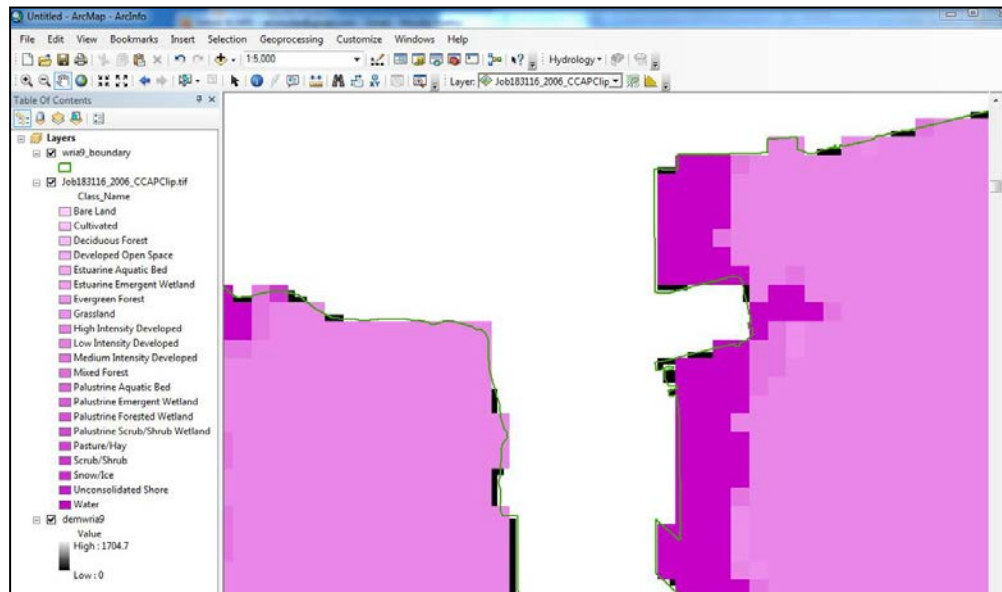 Untitled - ArcMap - ArcInfo
File Edit View Bookmarks Insert Selection Geoprocessing Customize Windows Help
1:5,000 Hydrology
Layer: Job183116_2006_CCAPClip
Table Of Contents
Layers
wria9_boundary
Job183116_2006_CCAPClip.tif
Class_Name
Bare Land
Cultivated
Deciduous Forest
Developed Open Space
Estuarine Aquatic Bed
Estuarine Emergent Wetland
Evergreen Forest
Grassland
High Intensity Developed
Low Intensity Developed
Medium Intensity Developed
Mixed Forest
Palustrine Aquatic Bed
Palustrine Emergent Wetland
Palustrine Forested Wetland
Palustrine Scrub/Shrub Wetland
Pasture/Hay
Scrub/Shrub
Snow/Ice
Unconsolidated Shore
Water
demwria9
Value
High : 1704.7
Low : 0